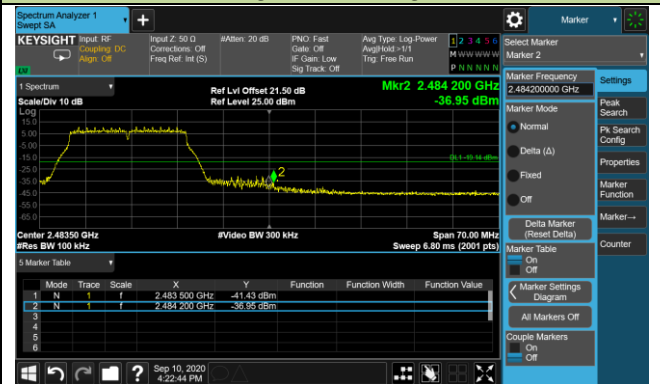 Spectrum Analyzer 1
Swept SA
+
Marker
KEYSIGHT
Input: RF
Coupling: DC
Align: Off
Input Z: 50 Ω
Corrections: Off
Freq Ref: Int (S)
#Atten: 20 dB
PNO: Fast
Gate: Off
IF Gain: Low
Sig Track: Off
Avg Type: Log-Power
Avg|Hold:>1/1
Trig: Free Run
1 2 3 4 5 6
M W W W W W
P N N N N N
LXI
Select Marker
Marker 2
1 Spectrum
Ref Lvl Offset 21.50 dB
Mkr2 2.484 200 GHz
Scale/Div 10 dB
Ref Level 25.00 dBm
-36.95 dBm
Log
15.0
5.00
-5.00
-15.0
-25.0
-35.0
-45.0
-55.0
-65.0
DL1 -19.14 dBm
2
Center 2.48350 GHz
#Video BW 300 kHz
Span 70.00 MHz
#Res BW 100 kHz
Sweep 6.80 ms (2001 pts)
5 Marker Table
Mode Trace Scale X Y Function Function Width Function Value
1 N 1 f 2.483 500 GHz -41.43 dBm
2 N 1 f 2.484 200 GHz -36.95 dBm
3
4
5
6
Marker Frequency
2.484200000 GHz
Marker Mode
Normal
Delta (Δ)
Fixed
Off
Delta Marker
(Reset Delta)
Marker Table
On
Off
Marker Settings
Diagram
All Markers Off
Couple Markers
On
Off
Settings
Peak
Search
Pk Search
Config
Properties
Marker
Function
Marker→
Counter
?
Sep 10, 2020
4:22:44 PM